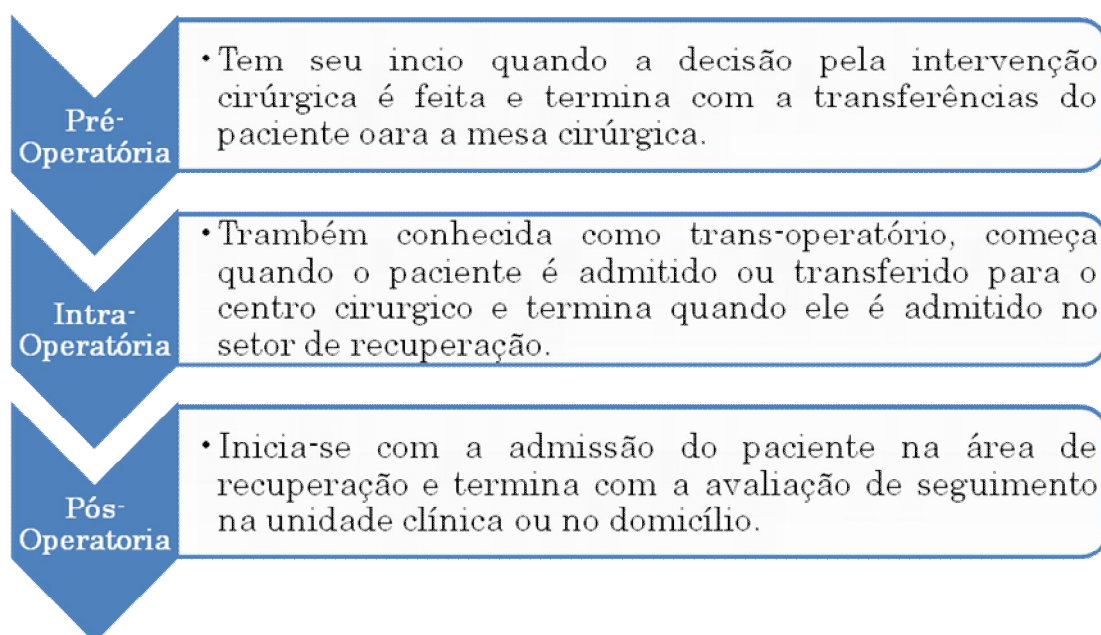 Pré-
Operatória
• Tem seu incio quando a decisão pela intervenção
cirúrgica é feita e termina com a transferências do
paciente oara a mesa cirúrgica.
Intra-
Operatória
• Trambém conhecida como trans-operatório, começa
quando o paciente é admitido ou transferido para o
centro cirurgico e termina quando ele é admitido no
setor de recuperação.
Pós-
Operatoria
• Inicia-se com a admissão do paciente na área de
recuperação e termina com a avaliação de seguimento
na unidade clínica ou no domicílio.